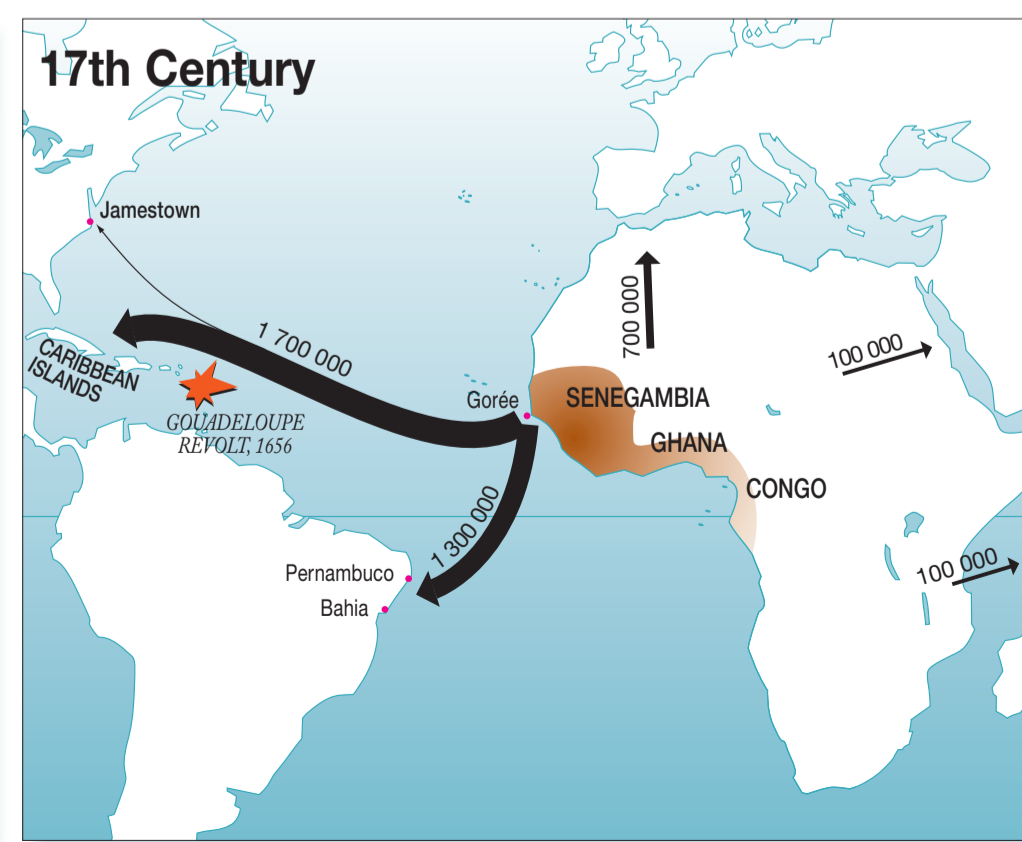 17th Century
Jamestown
1 700 000
700 000
100 000
CARIBBEAN
ISLANDS
GOUADELOUPE
REVOLT, 1656
Gorée
SENEGAMBIA
GHANA
CONGO
1 300 000
Pernambuco
Bahia
100 000